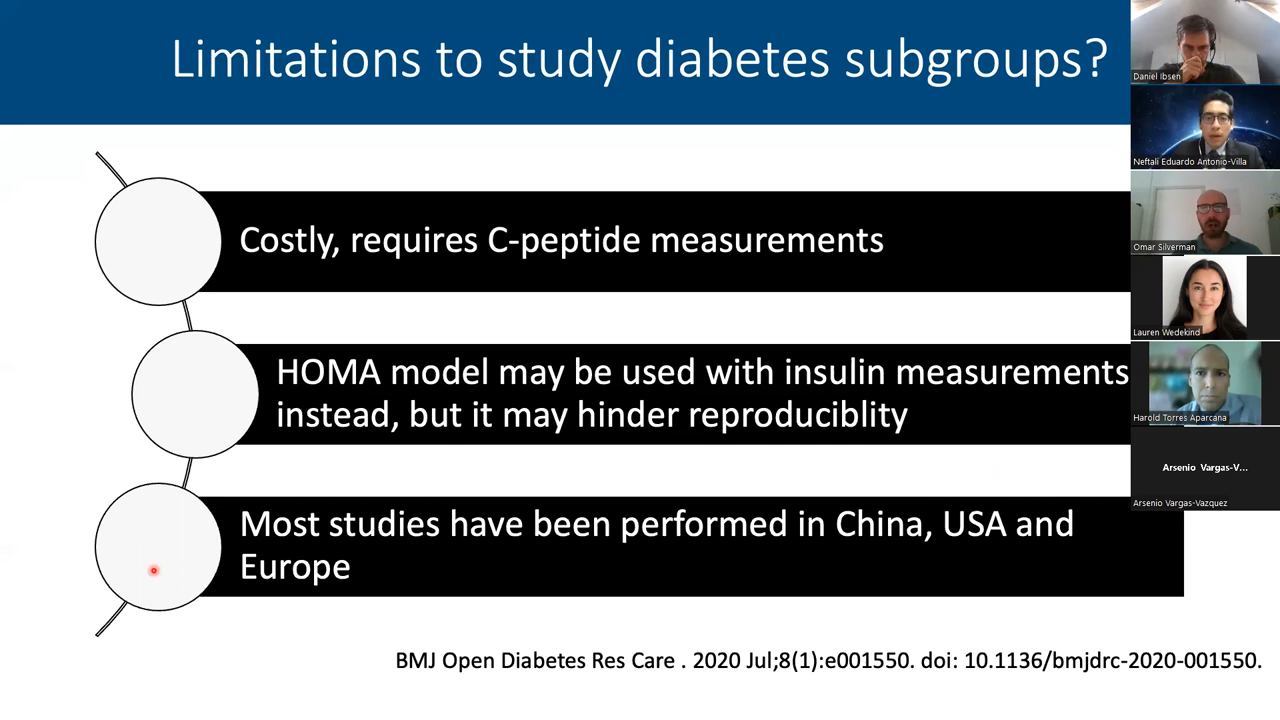 Limitations to study diabetes subgroups?
Costly, requires C-peptide measurements
HOMA model may be used with insulin measurements
instead, but it may hinder reproduciblity
Most studies have been performed in China, USA and
Europe
BMJ Open Diabetes Res Care . 2020 Jul;8(1):e001550. doi: 10.1136/bmjdrc-2020-001550.
Daniel Ibsen
Neftali Eduardo Antonio-Villa
Omar Silverman
Lauren Wedekind
Harold Torres Aparcana
Arsenio Vargas-V...
Arsenio Vargas-Vazquez